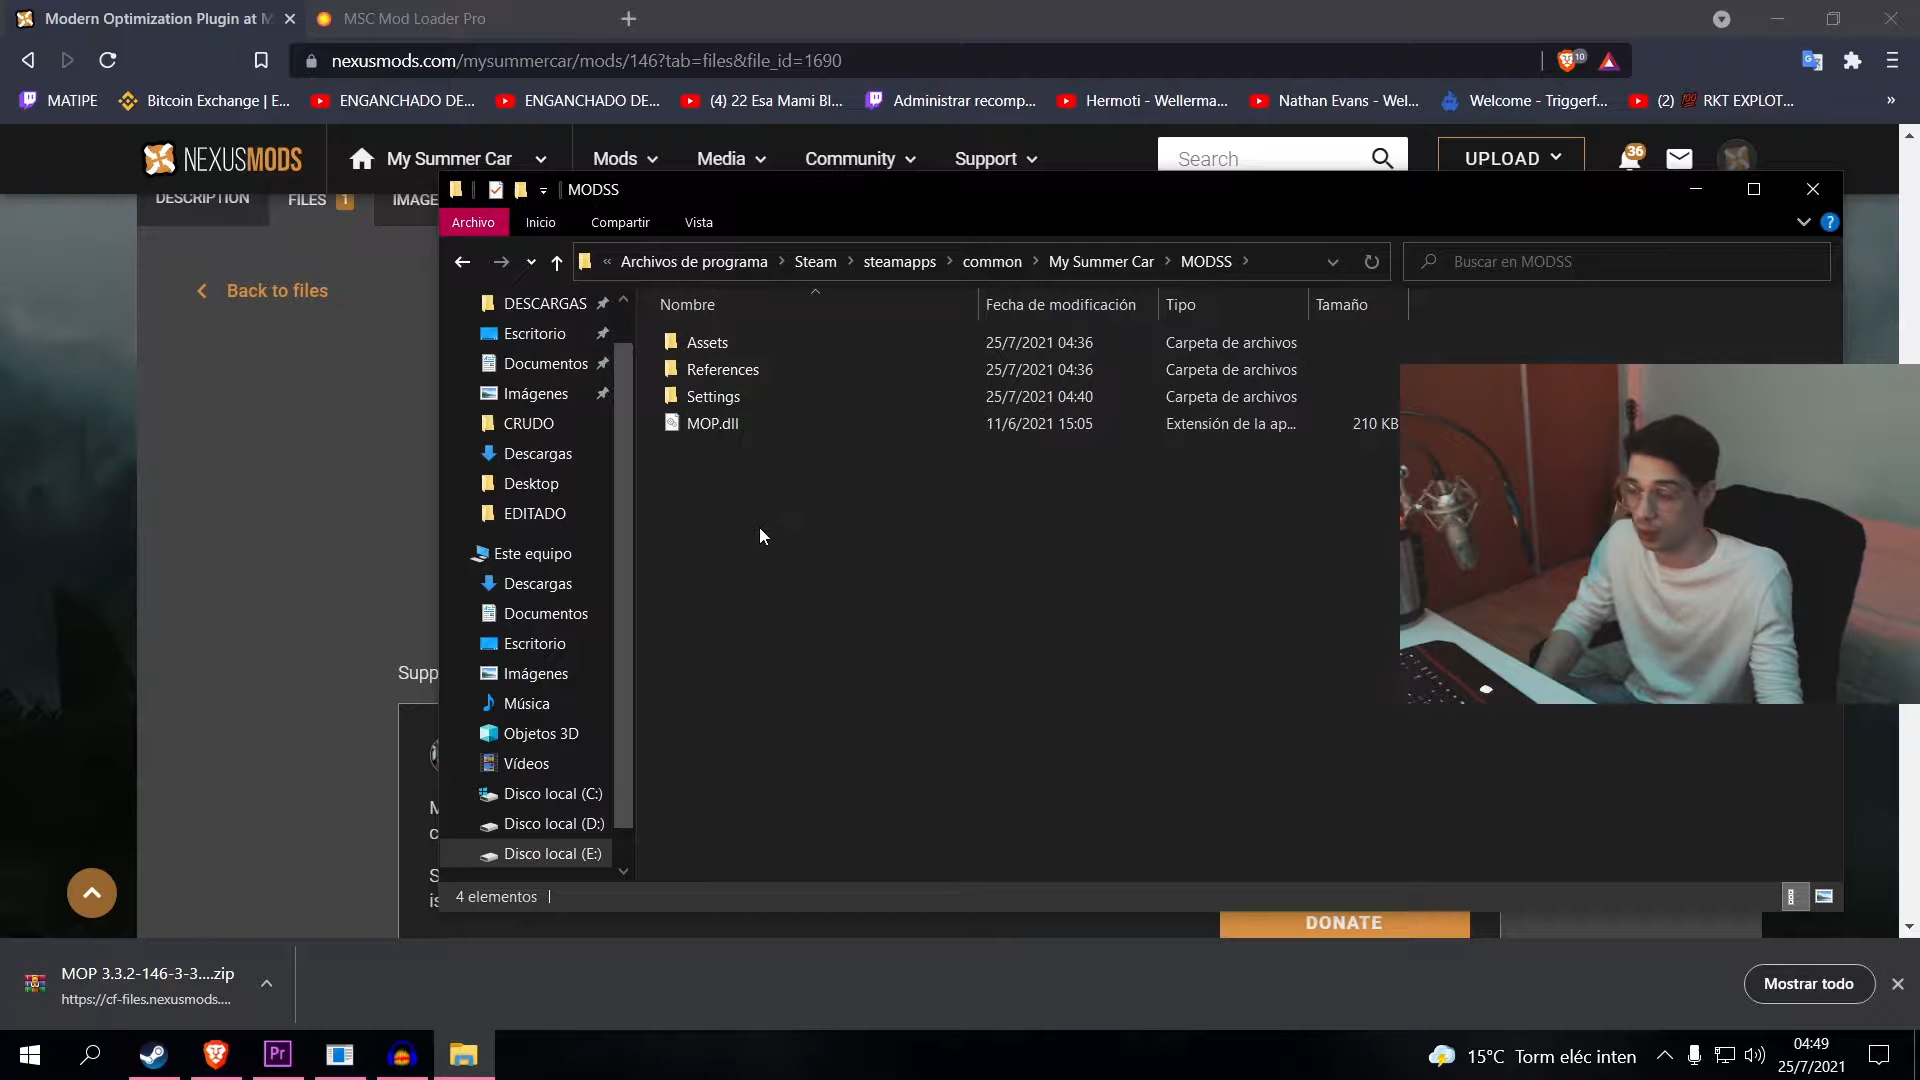 Modern Optimization Plugin at M
MSC Mod Loader Pro
nexusmods.com/mysummercar/mods/146?tab=files&file_id=1690
10
MATIPE
Bitcoin Exchange | E...
ENGANCHADO DE...
ENGANCHADO DE...
(4) 22 Esa Mami Bl...
Administrar recomp...
Hermoti - Wellerma...
Nathan Evans - Wel...
Welcome - Triggerf...
(2) 💯 RKT EXPLOT...
»
NEXUSMODS
My Summer Car
Mods
Media
Community
Support
Search
UPLOAD
36
DESCRIPTION
FILES 1
IMAGE
Back to files
MODSS
Archivo
Inicio
Compartir
Vista
?
« Archivos de programa > Steam > steamapps > common > My Summer Car > MODSS >
Buscar en MODSS
Nombre
Fecha de modificación
Tipo
Tamaño
Assets
25/7/2021 04:36
Carpeta de archivos
References
25/7/2021 04:36
Carpeta de archivos
Settings
25/7/2021 04:40
Carpeta de archivos
MOP.dll
11/6/2021 15:05
Extensión de la ap...
210 KB
DESCARGAS
Escritorio
Documentos
Imágenes
CRUDO
Descargas
Desktop
EDITADO
Este equipo
Descargas
Documentos
Escritorio
Imágenes
Música
Objetos 3D
Vídeos
Disco local (C:)
Disco local (D:)
Disco local (E:)
4 elementos
Supp
M
c
S
is
DONATE
MOP 3.3.2-146-3-3....zip
https://cf-files.nexusmods....
Mostrar todo
Pr
15°C Torm eléc inten
04:49
25/7/2021